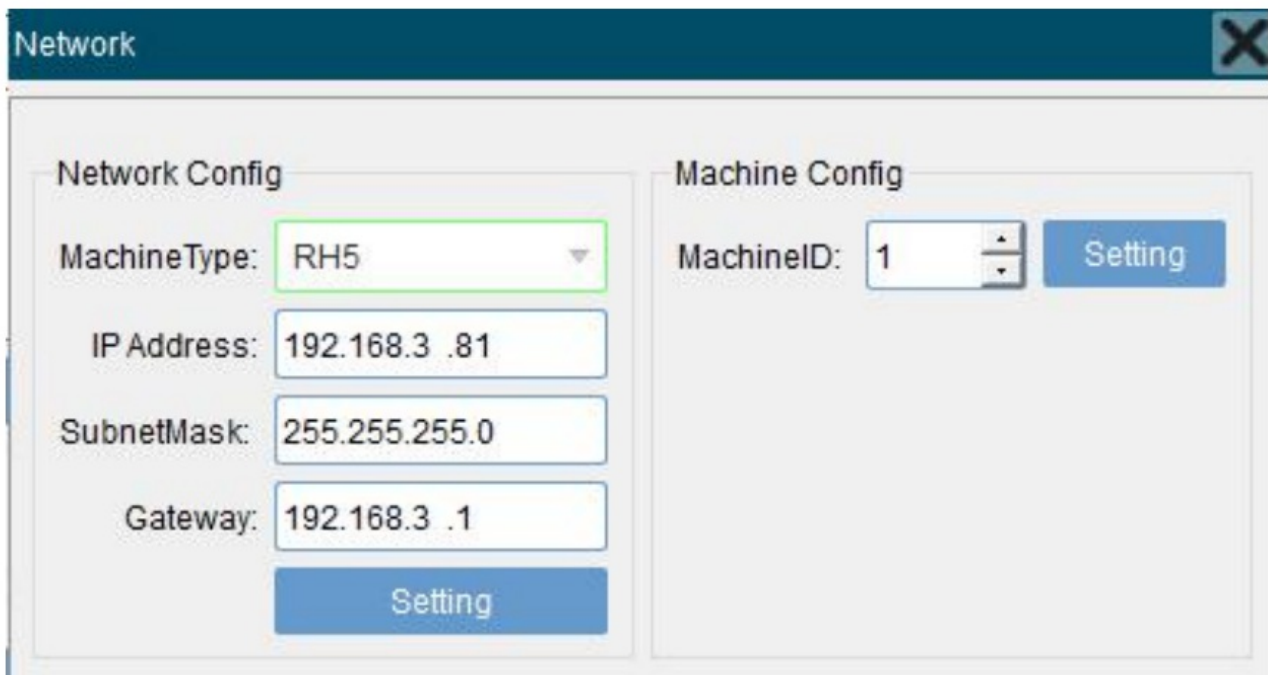 Network
Network Config
MachineType: RH5
IP Address: 192.168.3 .81
SubnetMask: 255.255.255.0
Gateway: 192.168.3 .1
Setting
Machine Config
MachineID: 1 Setting